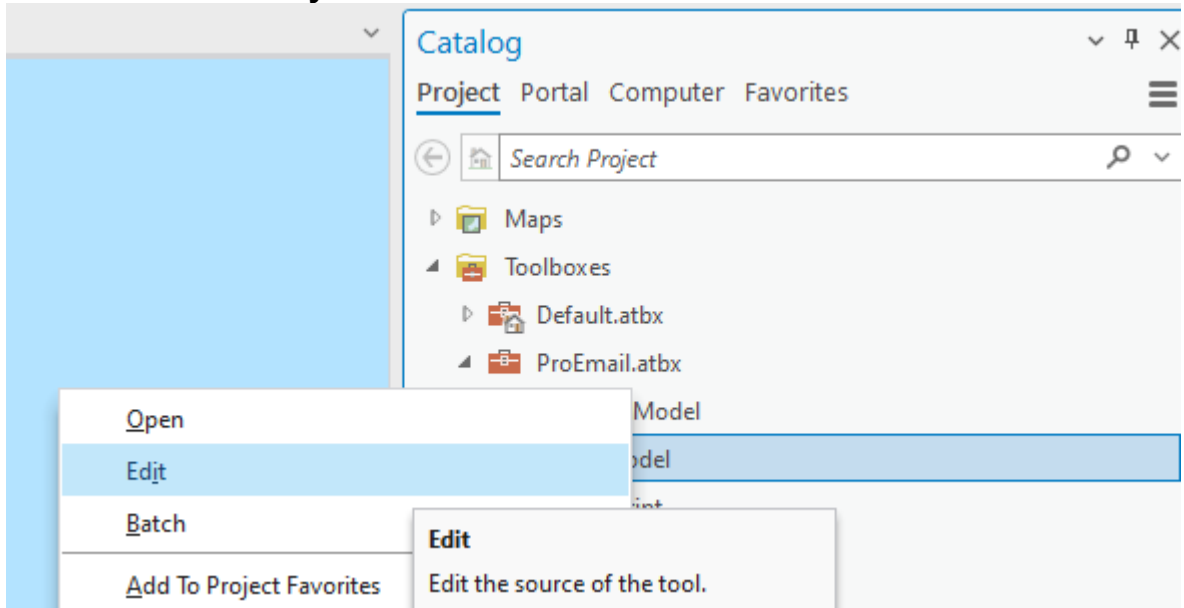 Catalog
Project Portal Computer Favorites
Search Project
Maps
Toolboxes
Default.atbx
ProEmail.atbx
Open
Model
Edit
Batch
Edit
Add To Project Favorites
Edit the source of the tool.